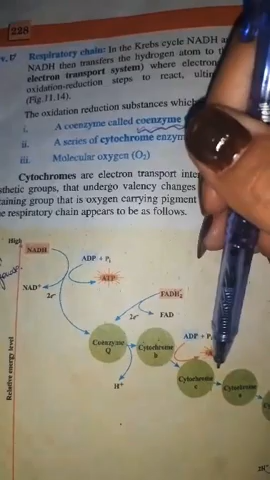 228
Respiratory chain: In the Krebs cycle NADH a
NADH then transfers the hydrogen atom to
electron transport system) where electron
oxidation-reduction steps to react, ultim
(Fig.11.14).
The oxidation reduction substances which
i. A coenzyme called coenzyme
ii. A series of cytochrome enzym
iii. Molecular oxygen (O₂)
Cytochromes are electron transport inter
sthetic groups, that undergo valency changes
taining group that is oxygen carrying pigment
he respiratory chain appears to be as follows.
High
NADH
ADP + Pi
ATP
NAD⁺
2e⁻
FADH₂
2e⁻
FAD
ADP + P
Coenzyme
Q
Cytochrome
b
Cytochrome
c
Cytochrome
a
H⁺
Relative energy level
2H